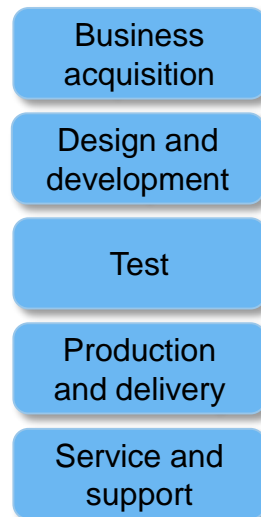 Business
acquisition
Design and
development
Test
Production
and delivery
Service and
support